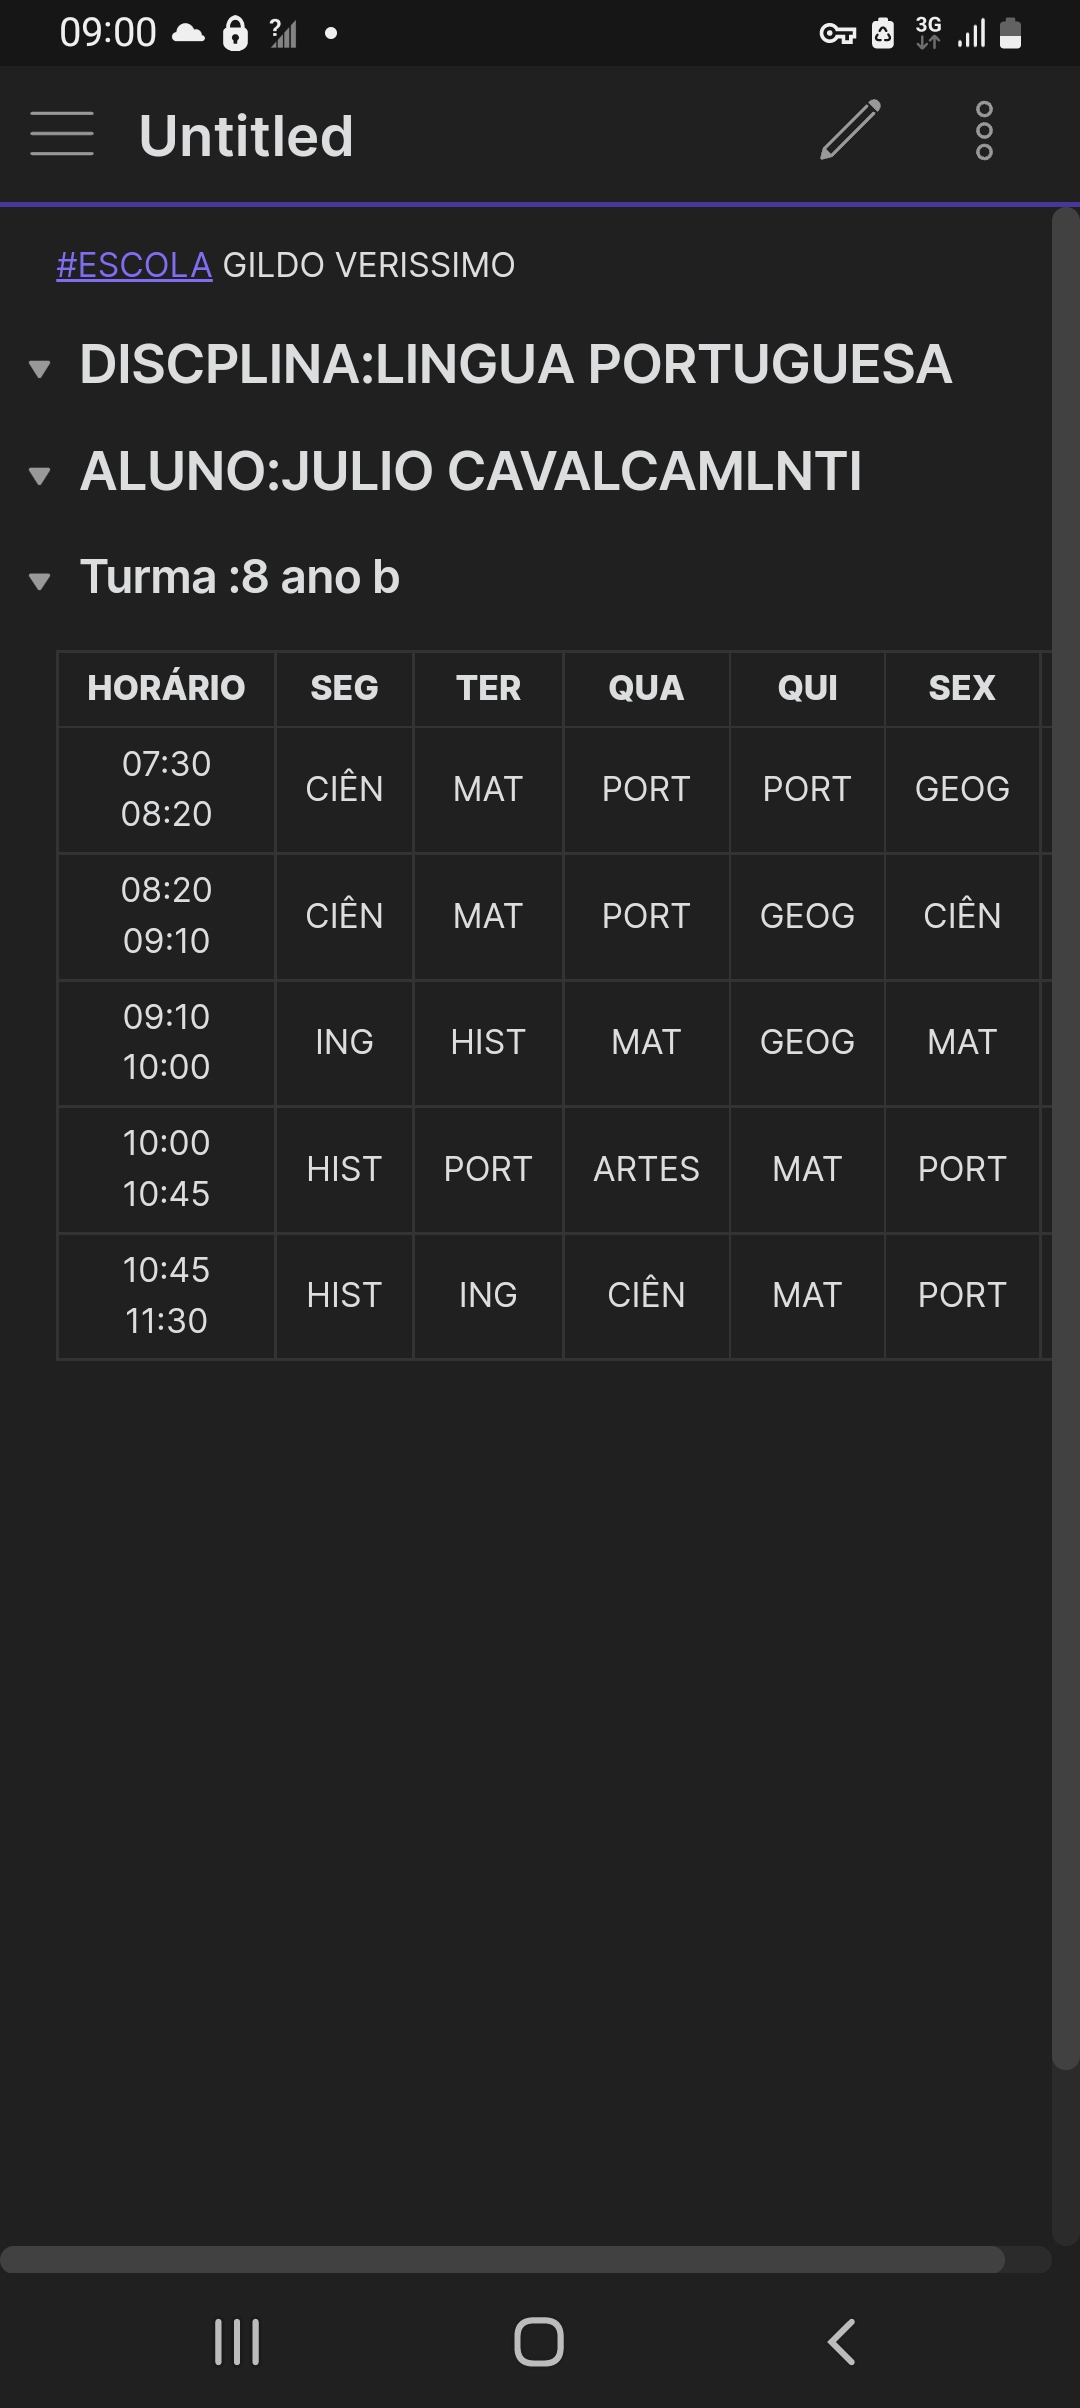 09:00 ? 3G
Untitled
#ESCOLA GILDO VERISSIMO
DISCPLINA:LINGUA PORTUGUESA
ALUNO:JULIO CAVALCAMLNTI
Turma :8 ano b
HORÁRIO SEG TER QUA QUI SEX
07:30
08:20 CIÊN MAT PORT PORT GEOG
08:20
09:10 CIÊN MAT PORT GEOG CIÊN
09:10
10:00 ING HIST MAT GEOG MAT
10:00
10:45 HIST PORT ARTES MAT PORT
10:45
11:30 HIST ING CIÊN MAT PORT